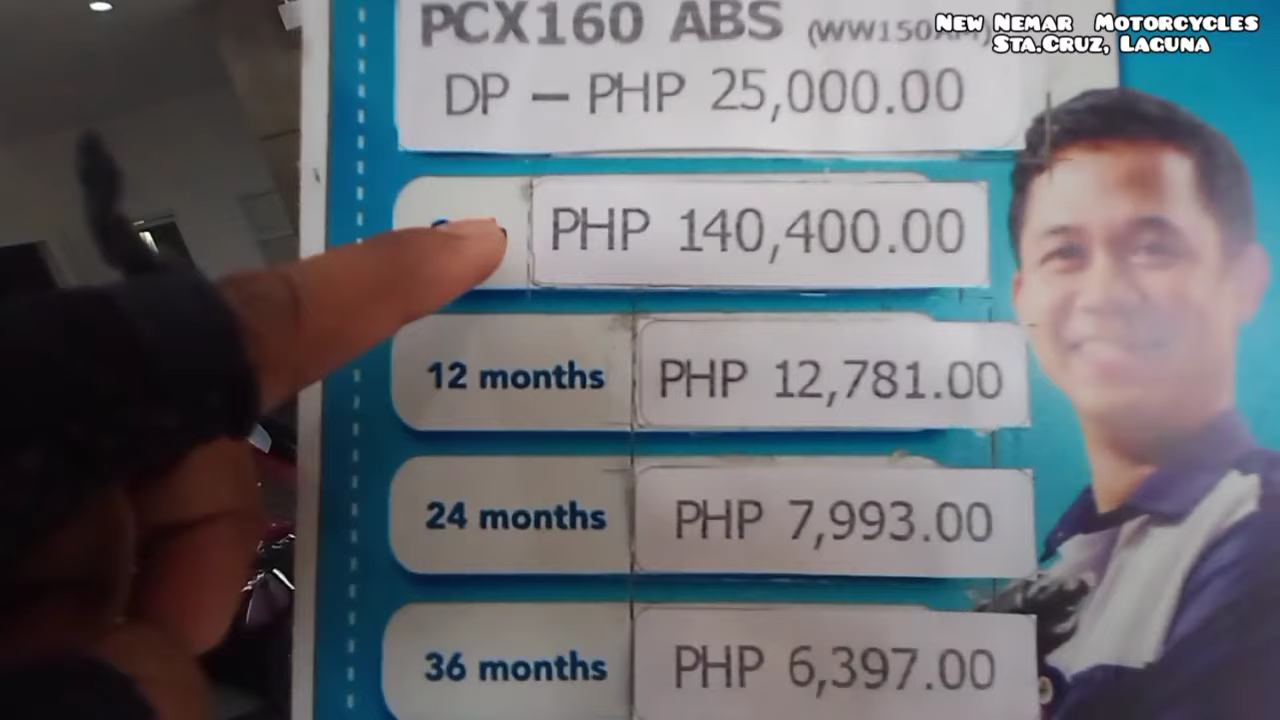 New Nemar Motorcycles
Sta.Cruz, Laguna
PCX160 ABS
DP – PHP 25,000.00
PHP 140,400.00
12 months PHP 12,781.00
24 months PHP 7,993.00
36 months PHP 6,397.00